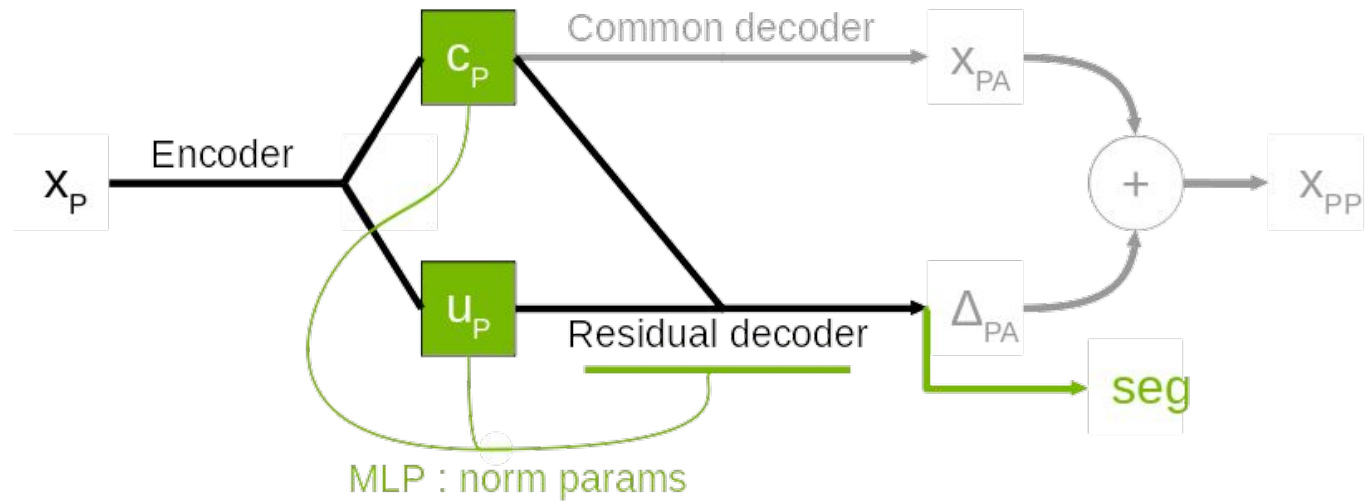 c_P
Common decoder
x_PA
Encoder
x_P
+
x_PP
u_P
Residual decoder
Δ_PA
seg
MLP : norm params